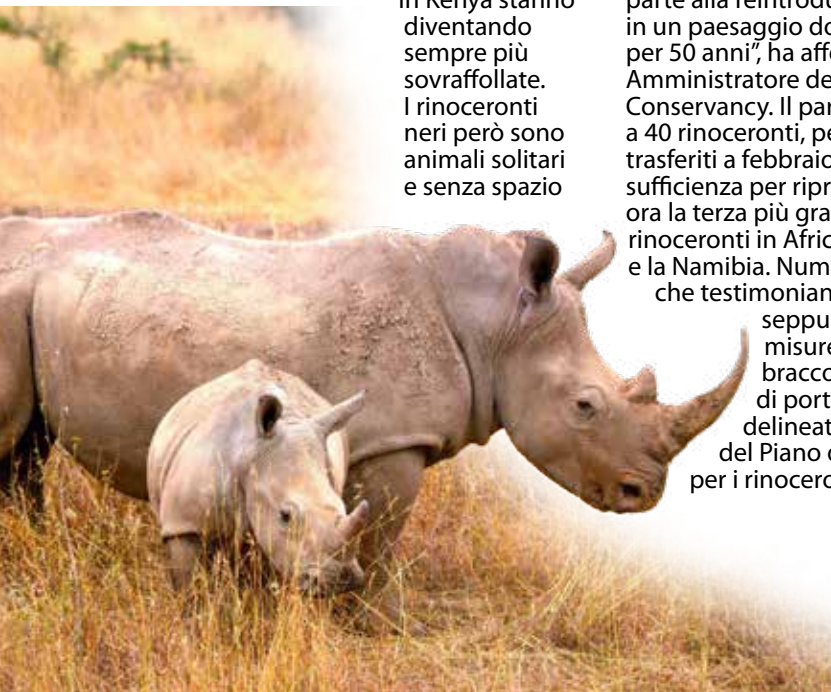 in Kenya stanno
diventando
sempre più
sovraffollate.
I rinoceronti
neri però sono
animali solitari
e senza spazio
parte alla reintrodu
in un paesaggio do
per 50 anni”, ha affe
Amministratore de
Conservancy. Il par
a 40 rinoceronti, pe
trasferiti a febbraio
sufficienza per ripr
ora la terza più gra
rinoceronti in Afric
e la Namibia. Num
che testimonian
seppu
misure
bracco
di port
delineat
del Piano
per i rinocero